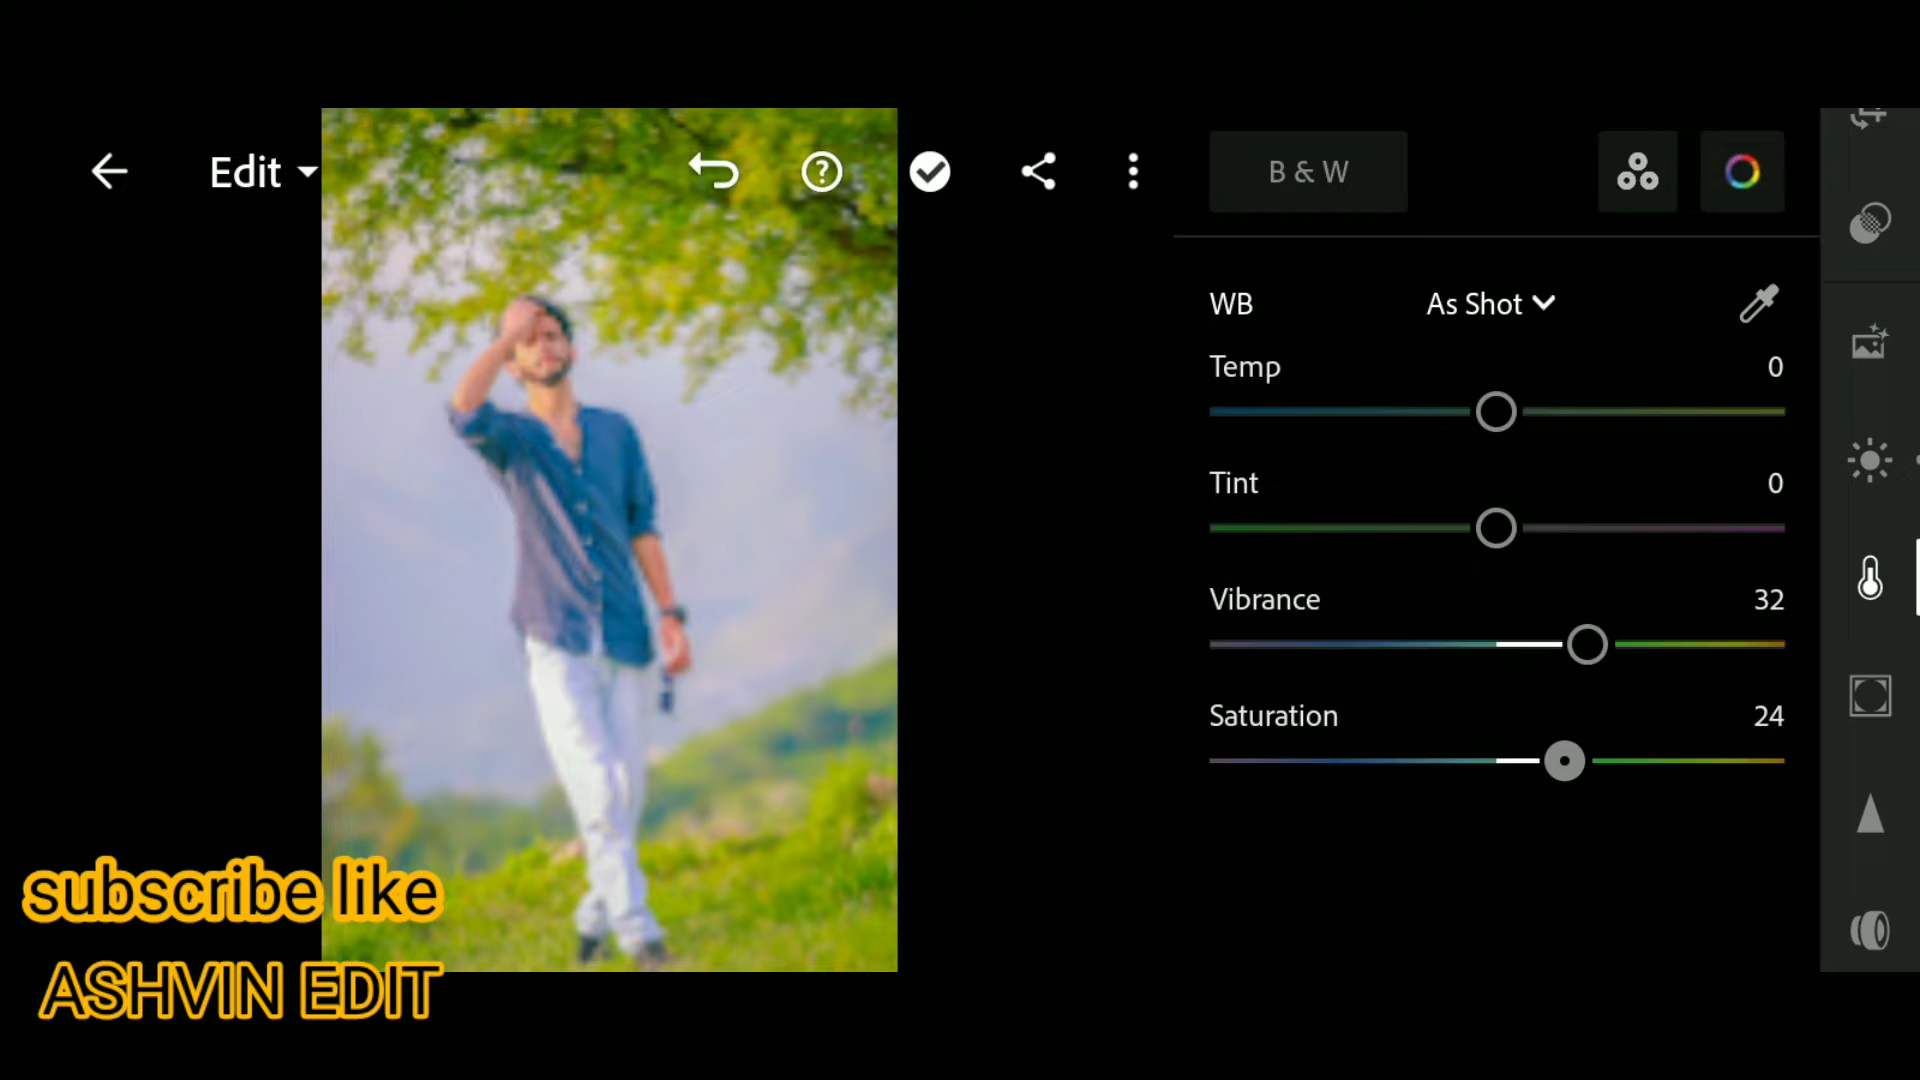 Edit
B & W
WB As Shot
Temp 0
Tint 0
Vibrance 32
Saturation 24
subscribe like
ASHVIN EDIT